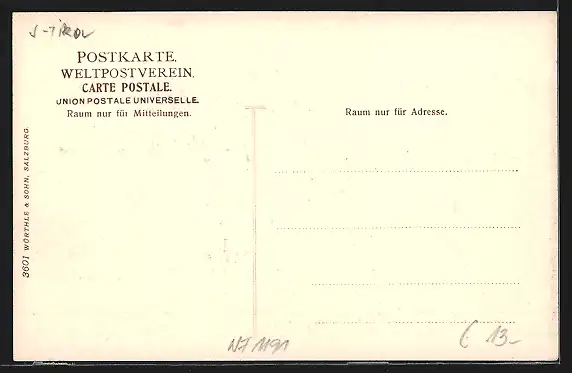 S-TIROL
POSTKARTE.
WELTPOSTVEREIN.
CARTE POSTALE.
UNION POSTALE UNIVERSELLE.
Raum nur für Mitteilungen.
Raum nur für Adresse.
3601 WÖRTHLE & SOHN, SALZBURG.
€ 13-